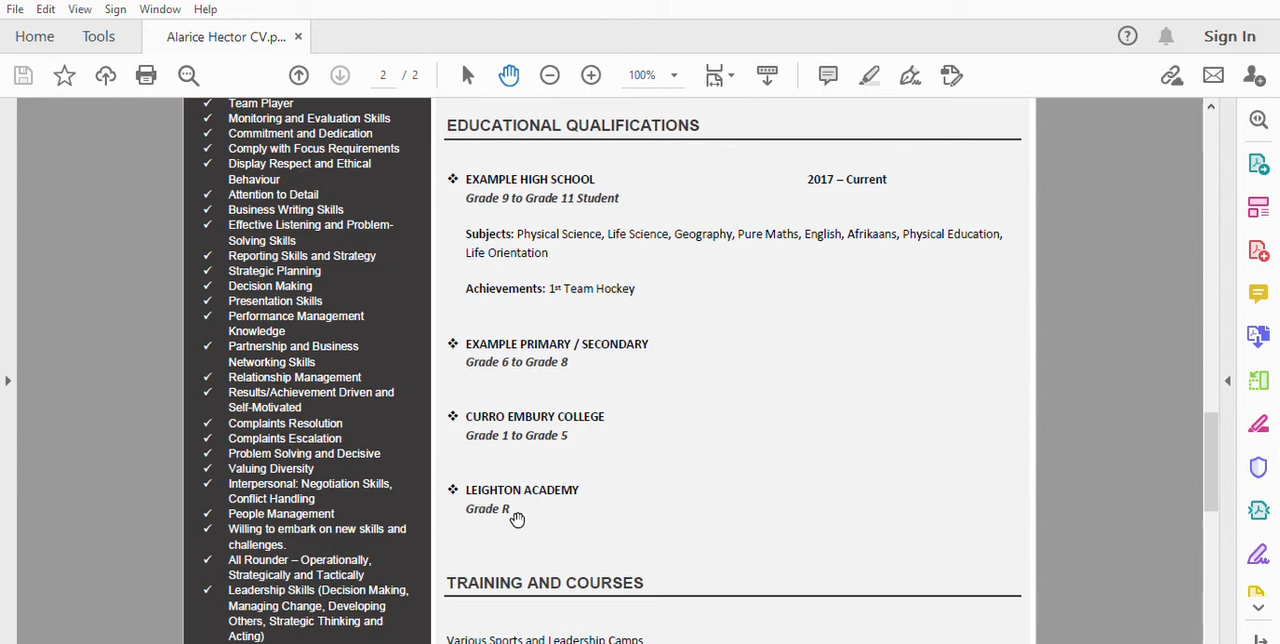 File Edit View Sign Window Help
Home Tools Alarice Hector CV.p... × Sign In
2 / 2 100%
Team Player
Monitoring and Evaluation Skills
Commitment and Dedication
Comply with Focus Requirements
Display Respect and Ethical
Behaviour
Attention to Detail
Business Writing Skills
Effective Listening and Problem-
Solving Skills
Reporting Skills and Strategy
Strategic Planning
Decision Making
Presentation Skills
Performance Management
Knowledge
Partnership and Business
Networking Skills
Relationship Management
Results/Achievement Driven and
Self-Motivated
Complaints Resolution
Complaints Escalation
Problem Solving and Decisive
Valuing Diversity
Interpersonal: Negotiation Skills,
Conflict Handling
People Management
Willing to embark on new skills and
challenges.
All Rounder – Operationally,
Strategically and Tactically
Leadership Skills (Decision Making,
Managing Change, Developing
Others, Strategic Thinking and
Acting)
EDUCATIONAL QUALIFICATIONS
EXAMPLE HIGH SCHOOL 2017 – Current
Grade 9 to Grade 11 Student
Subjects: Physical Science, Life Science, Geography, Pure Maths, English, Afrikaans, Physical Education,
Life Orientation
Achievements: 1st Team Hockey
EXAMPLE PRIMARY / SECONDARY
Grade 6 to Grade 8
CURRO EMBURY COLLEGE
Grade 1 to Grade 5
LEIGHTON ACADEMY
Grade R
TRAINING AND COURSES
Various Sports and Leadership Camps